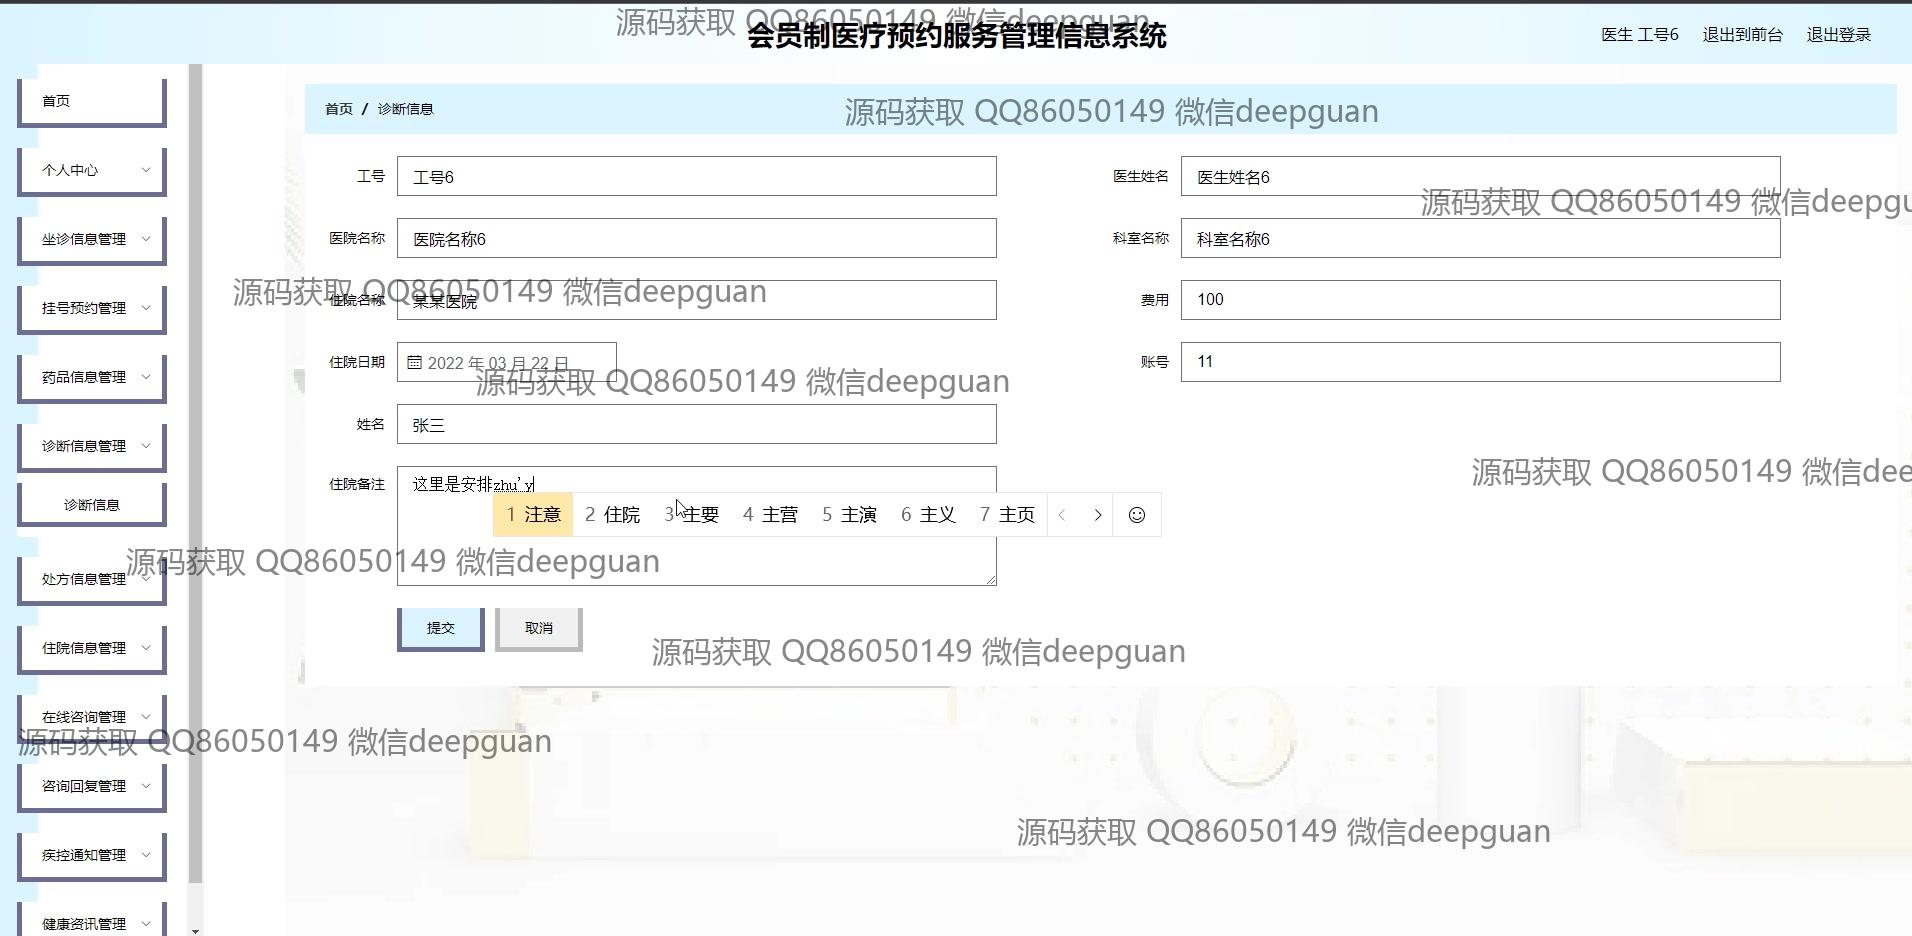 源码获取 QQ86050149 微信deepguan
会员制医疗预约服务管理信息系统
医生 工号6 退出到前台 退出登录
首页
个人中心
坐诊信息管理
挂号预约管理
药品信息管理
诊断信息管理
诊断信息
处方信息管理
住院信息管理
在线咨询管理
咨询回复管理
疾控通知管理
健康资讯管理
首页 / 诊断信息
源码获取 QQ86050149 微信deepguan
工号 工号6
医生姓名 医生姓名6
源码获取 QQ86050149 微信deepgu
医院名称 医院名称6
科室名称 科室名称6
源码获取 QQ86050149 微信deepguan
住院名称 某某医院
费用 100
住院日期 2022 年 03 月 22 日
账号 11
源码获取 QQ86050149 微信deepguan
姓名 张三
源码获取 QQ86050149 微信dee
住院备注 这里是安排zhu'y
1 注意 2 住院 3 主要 4 主营 5 主演 6 主义 7 主页
源码获取 QQ86050149 微信deepguan
提交 取消
源码获取 QQ86050149 微信deepguan
源码获取 QQ86050149 微信deepguan
源码获取 QQ86050149 微信deepguan